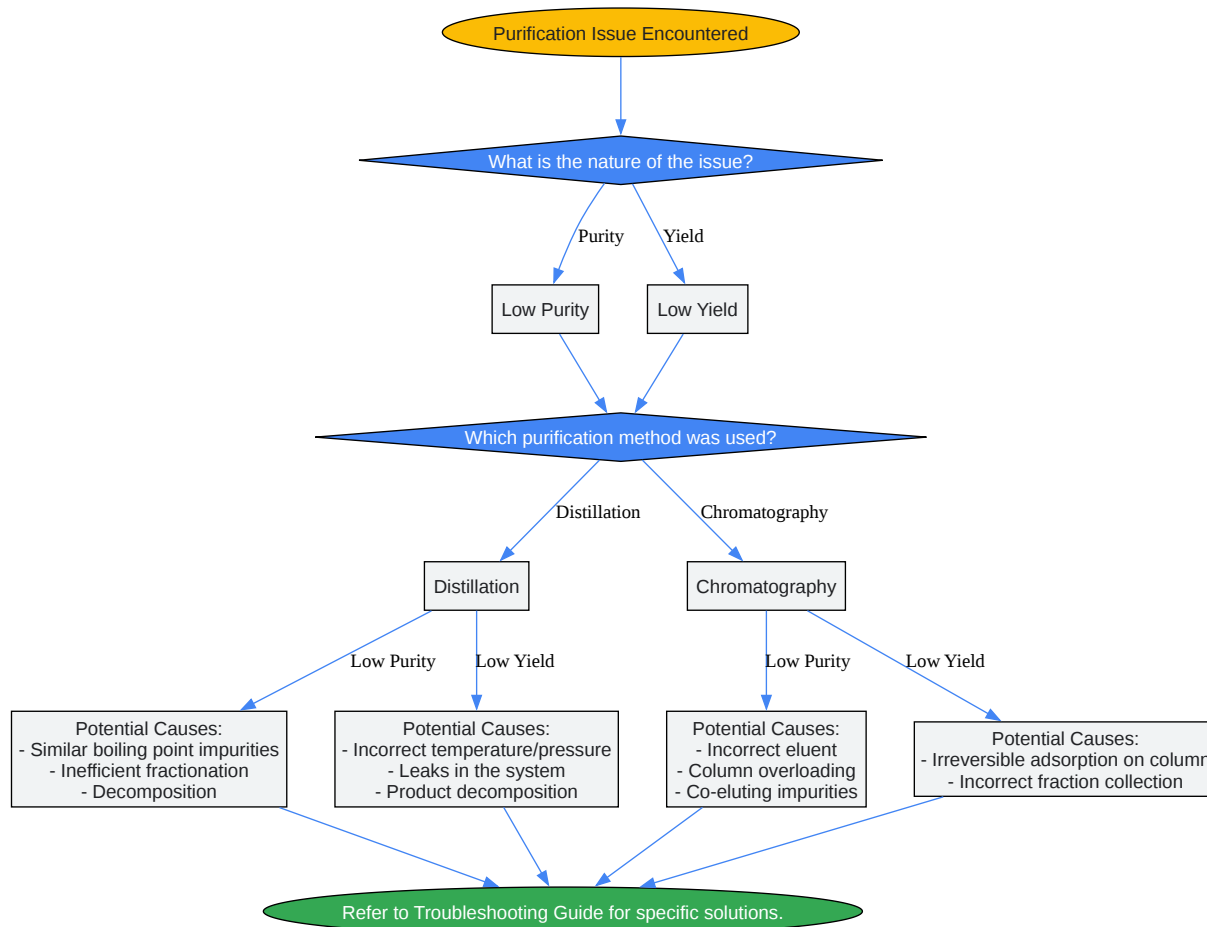 Purification Issue Encountered
What is the nature of the issue?
Purity
Yield
Low Purity
Low Yield
Which purification method was used?
Distillation
Chromatography
Distillation
Chromatography
Low Purity
Low Yield
Low Purity
Low Yield
Potential Causes:
- Similar boiling point impurities
- Inefficient fractionation
- Decomposition
Potential Causes:
- Incorrect temperature/pressure
- Leaks in the system
- Product decomposition
Potential Causes:
- Incorrect eluent
- Column overloading
- Co-eluting impurities
Potential Causes:
- Irreversible adsorption on column
- Incorrect fraction collection
Refer to Troubleshooting Guide for specific solutions.